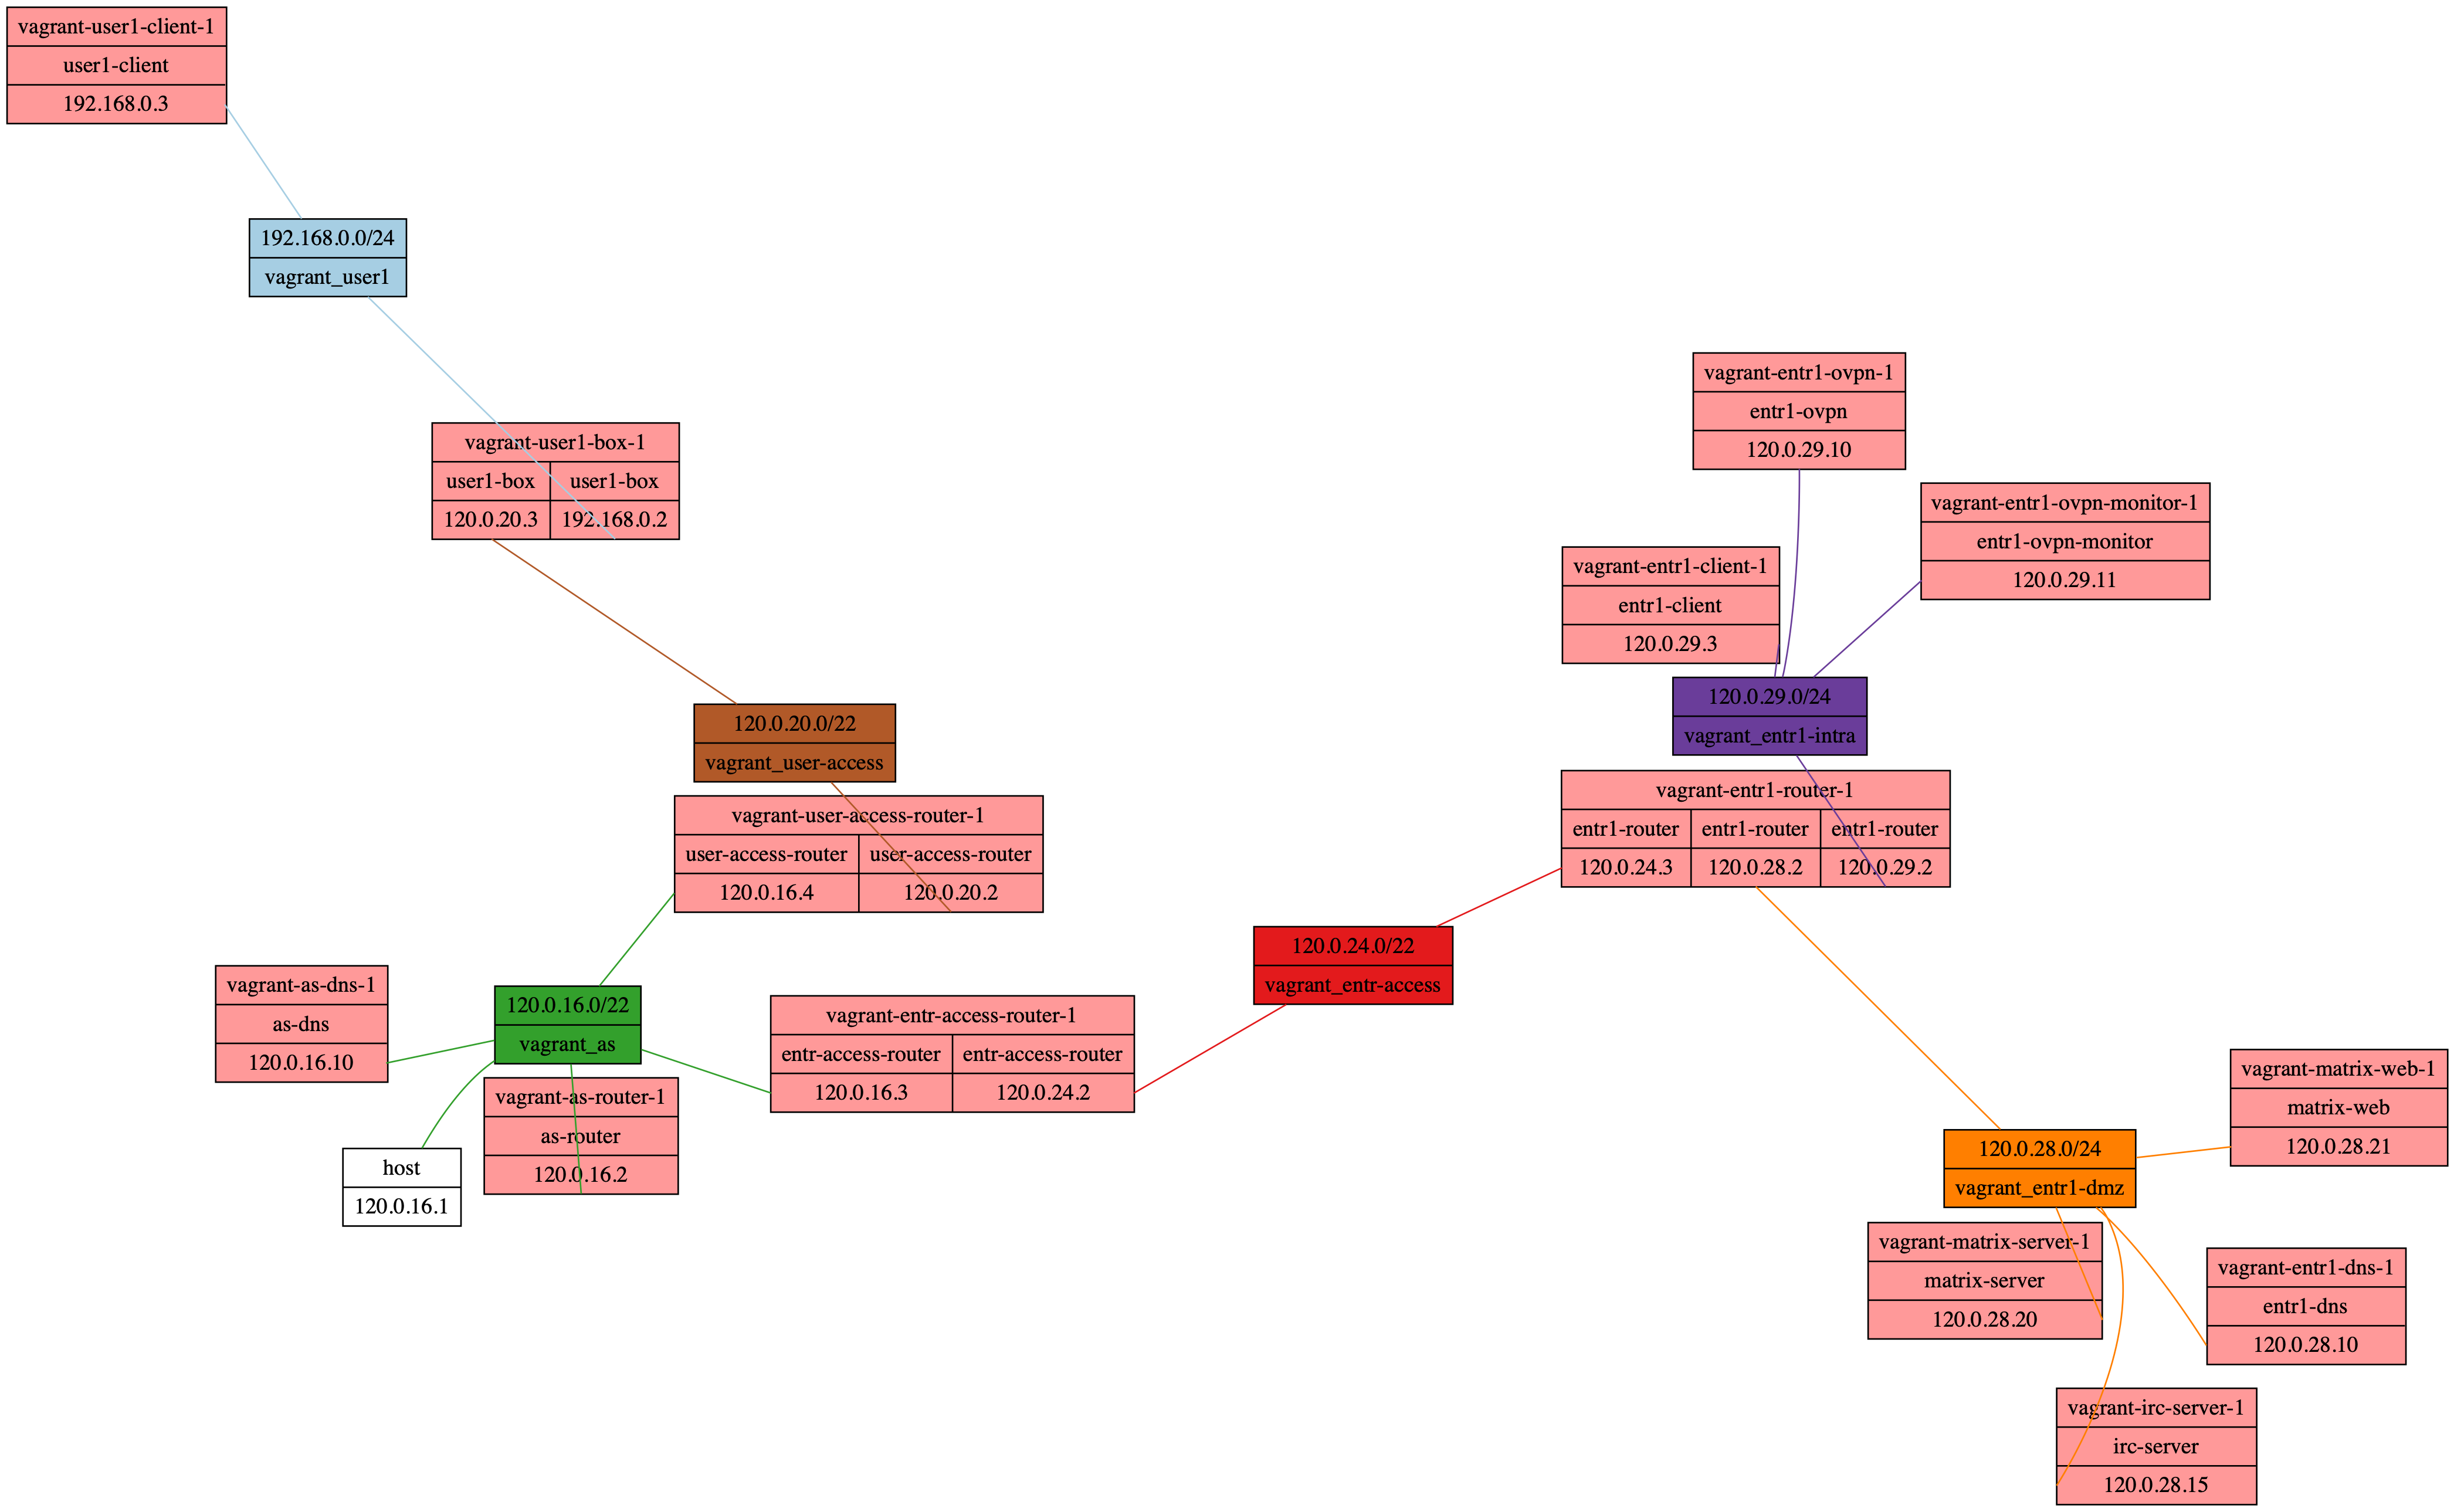 vagrant-user1-client-1
user1-client
192.168.0.3
192.168.0.0/24
vagrant_user1
vagrant-user1-box-1
user1-box
user1-box
120.0.20.3
192.168.0.2
120.0.20.0/22
vagrant_user-access
vagrant-user-access-router-1
user-access-router
user-access-router
120.0.16.4
120.0.20.2
vagrant-as-dns-1
as-dns
120.0.16.10
120.0.16.0/22
vagrant_as
host
120.0.16.1
vagrant-as-router-1
as-router
120.0.16.2
vagrant-entr-access-router-1
entr-access-router
entr-access-router
120.0.16.3
120.0.24.2
120.0.24.0/22
vagrant_entr-access
vagrant-entr1-ovpn-1
entr1-ovpn
120.0.29.10
vagrant-entr1-ovpn-monitor-1
entr1-ovpn-monitor
120.0.29.11
vagrant-entr1-client-1
entr1-client
120.0.29.3
120.0.29.0/24
vagrant_entr1-intra
vagrant-entr1-router-1
entr1-router
entr1-router
entr1-router
120.0.24.3
120.0.28.2
120.0.29.2
120.0.28.0/24
vagrant_entr1-dmz
vagrant-matrix-web-1
matrix-web
120.0.28.21
vagrant-matrix-server-1
matrix-server
120.0.28.20
vagrant-entr1-dns-1
entr1-dns
120.0.28.10
vagrant-irc-server-1
irc-server
120.0.28.15